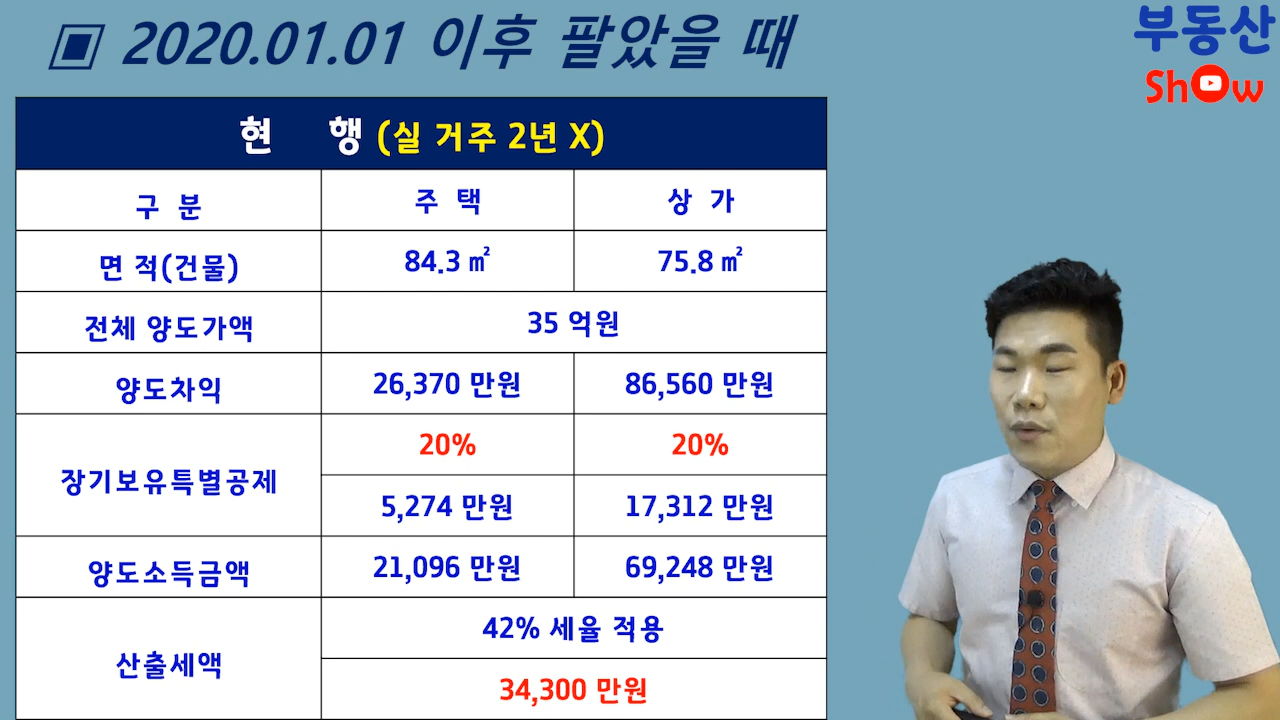 ▣ 2020.01.01 이후 팔았을 때
부동산
Show
현 행 (실 거주 2년 X)
구 분 주 택 상 가
면 적(건물) 84.3 ㎡ 75.8 ㎡
전체 양도가액 35 억원
양도차익 26,370 만원 86,560 만원
장기보유특별공제 20% 20%
5,274 만원 17,312 만원
양도소득금액 21,096 만원 69,248 만원
산출세액 42% 세율 적용
34,300 만원